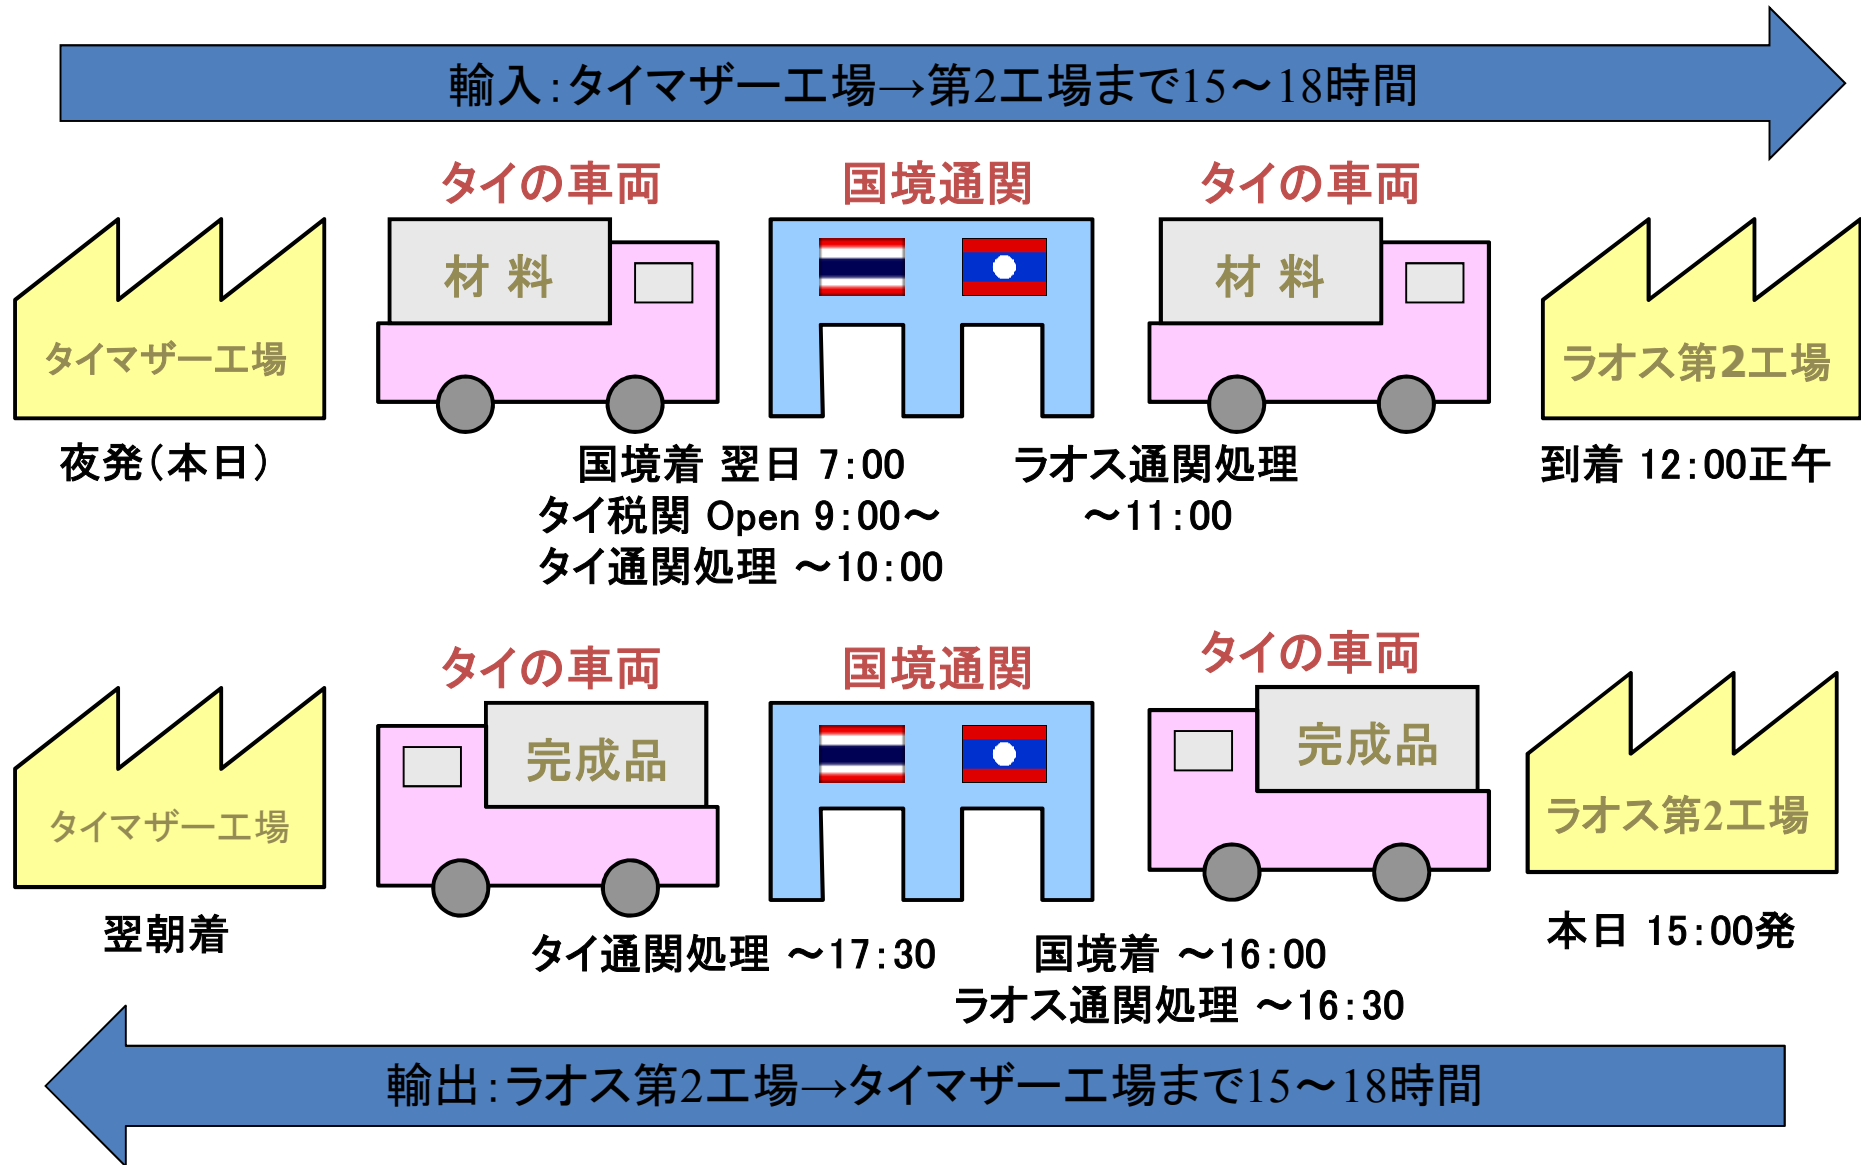 輸入：タイマザー工場→第2工場まで15～18時間
タイの車両
国境通関
タイの車両
材 料
材 料
タイマザー工場
ラオス第2工場
夜発（本日）
国境着 翌日 7：00
タイ税関 Open 9：00～
タイ通関処理 ～10：00
ラオス通関処理
～11：00
到着 12：00正午
タイの車両
国境通関
タイの車両
完成品
完成品
タイマザー工場
ラオス第2工場
翌朝着
タイ通関処理 ～17：30
国境着 ～16：00
ラオス通関処理 ～16：30
本日 15：00発
輸出：ラオス第2工場→タイマザー工場まで15～18時間